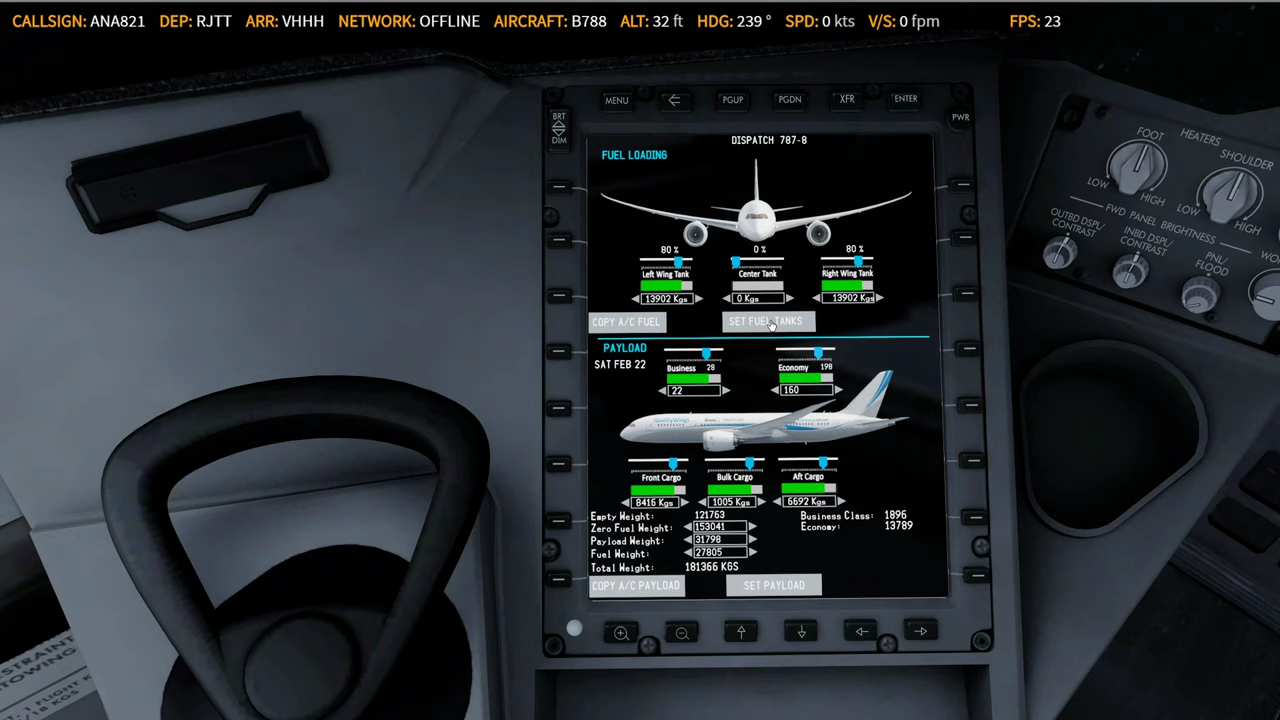 CALLSIGN: ANA821 DEP: RJTT ARR: VHHH NETWORK: OFFLINE AIRCRAFT: B788 ALT: 32 ft HDG: 239 ° SPD: 0 kts V/S: 0 fpm FPS: 23
MENU PGUP PGDN XFR ENTER
BRT
DIM
PWR
DISPATCH 787-8
FUEL LOADING
80 % 0 % 80 %
Left Wing Tank Center Tank Right Wing Tank
13902 Kgs 0 Kgs 13902 Kgs
COPY A/C FUEL SET FUEL TANKS
PAYLOAD
SAT FEB 22
Business 28 Economy 198
22 160
QualityWings
Front Cargo Bulk Cargo Aft Cargo
8416 Kgs 1005 Kgs 6692 Kgs
Empty Weight: 121763 Business Class: 1896
Zero Fuel Weight: 153041 Economy: 13789
Payload Weight: 31798
Fuel Weight: 27805
Total Weight: 181366 KGS
COPY A/C PAYLOAD SET PAYLOAD
FOOT HEATERS SHOULDER
LOW HIGH LOW HIGH
FWD PANEL BRIGHTNESS
OUTBD DSPL/
CONTRAST
INBD DSPL/
CONTRAST
PNL/
FLOOD